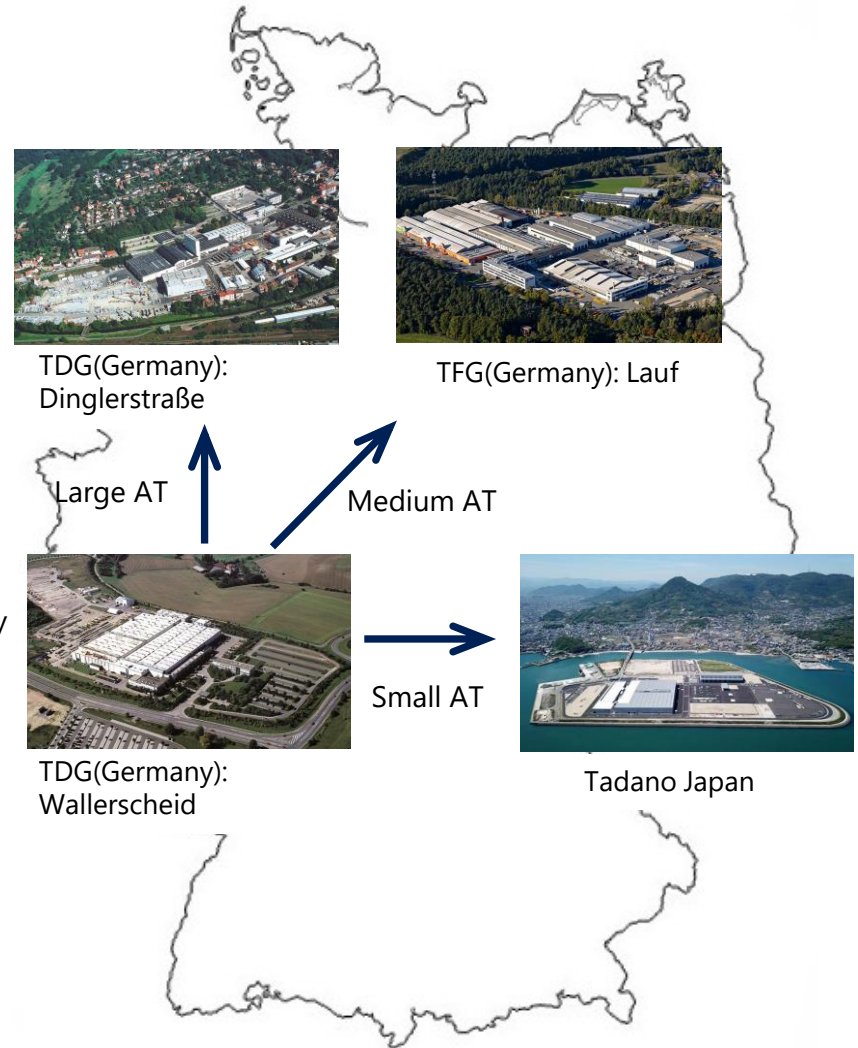 TDG(Germany):
Dinglerstraße
TFG(Germany): Lauf
Large AT
Medium AT
Small AT
TDG(Germany):
Wallerscheid
Tadano Japan